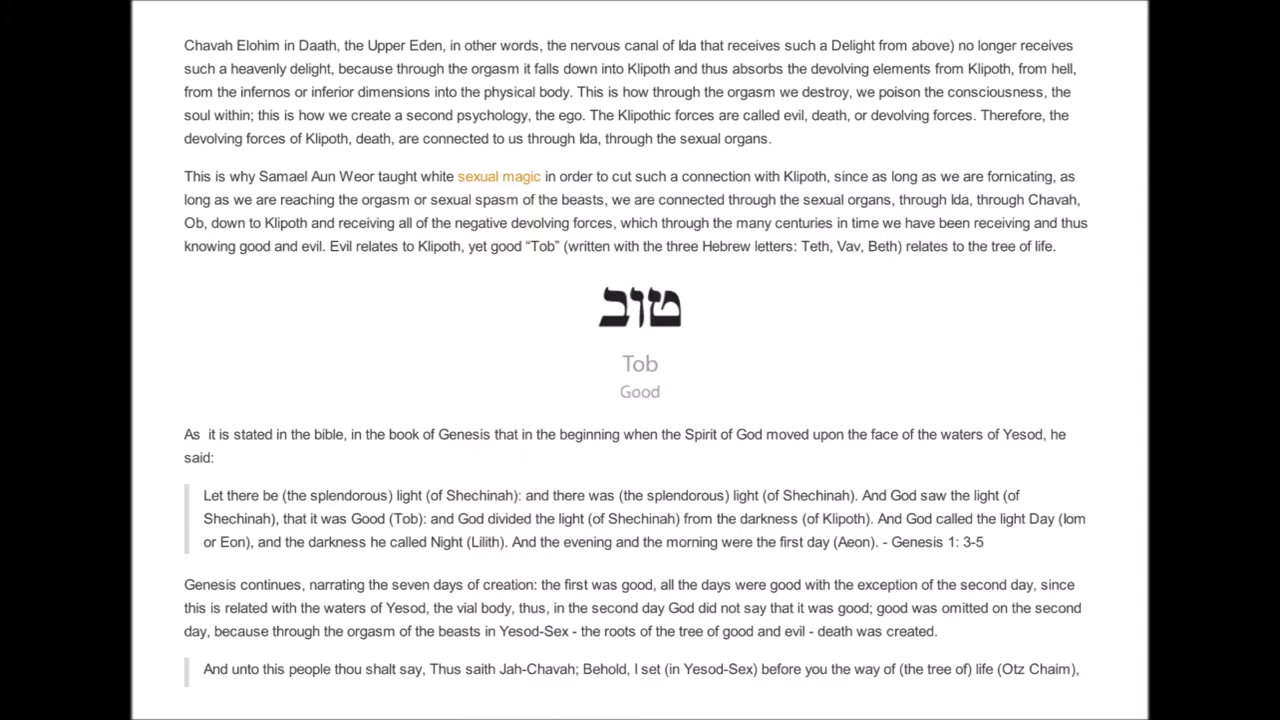 Chavah Elohim in Daath, the Upper Eden, in other words, the nervous canal of Ida that receives such a Delight from above) no longer receives
such a heavenly delight, because through the orgasm it falls down into Klipoth and thus absorbs the devolving elements from Klipoth, from hell,
from the infernos or inferior dimensions into the physical body. This is how through the orgasm we destroy, we poison the consciousness, the
soul within; this is how we create a second psychology, the ego. The Klipothic forces are called evil, death, or devolving forces. Therefore, the
devolving forces of Klipoth, death, are connected to us through Ida, through the sexual organs.
This is why Samael Aun Weor taught white sexual magic in order to cut such a connection with Klipoth, since as long as we are fornicating, as
long as we are reaching the orgasm or sexual spasm of the beasts, we are connected through the sexual organs, through Ida, through Chavah,
Ob, down to Klipoth and receiving all of the negative devolving forces, which through the many centuries in time we have been receiving and thus
knowing good and evil. Evil relates to Klipoth, yet good “Tob” (written with the three Hebrew letters: Teth, Vav, Beth) relates to the tree of life.
טוב
Tob
Good
As it is stated in the bible, in the book of Genesis that in the beginning when the Spirit of God moved upon the face of the waters of Yesod, he
said:
Let there be (the splendorous) light (of Shechinah): and there was (the splendorous) light (of Shechinah). And God saw the light (of
Shechinah), that it was Good (Tob): and God divided the light (of Shechinah) from the darkness (of Klipoth). And God called the light Day (Iom
or Eon), and the darkness he called Night (Lilith). And the evening and the morning were the first day (Aeon). - Genesis 1: 3-5
Genesis continues, narrating the seven days of creation: the first was good, all the days were good with the exception of the second day, since
this is related with the waters of Yesod, the vial body, thus, in the second day God did not say that it was good; good was omitted on the second
day, because through the orgasm of the beasts in Yesod-Sex - the roots of the tree of good and evil - death was created.
And unto this people thou shalt say, Thus saith Jah-Chavah; Behold, I set (in Yesod-Sex) before you the way of (the tree of) life (Otz Chaim),